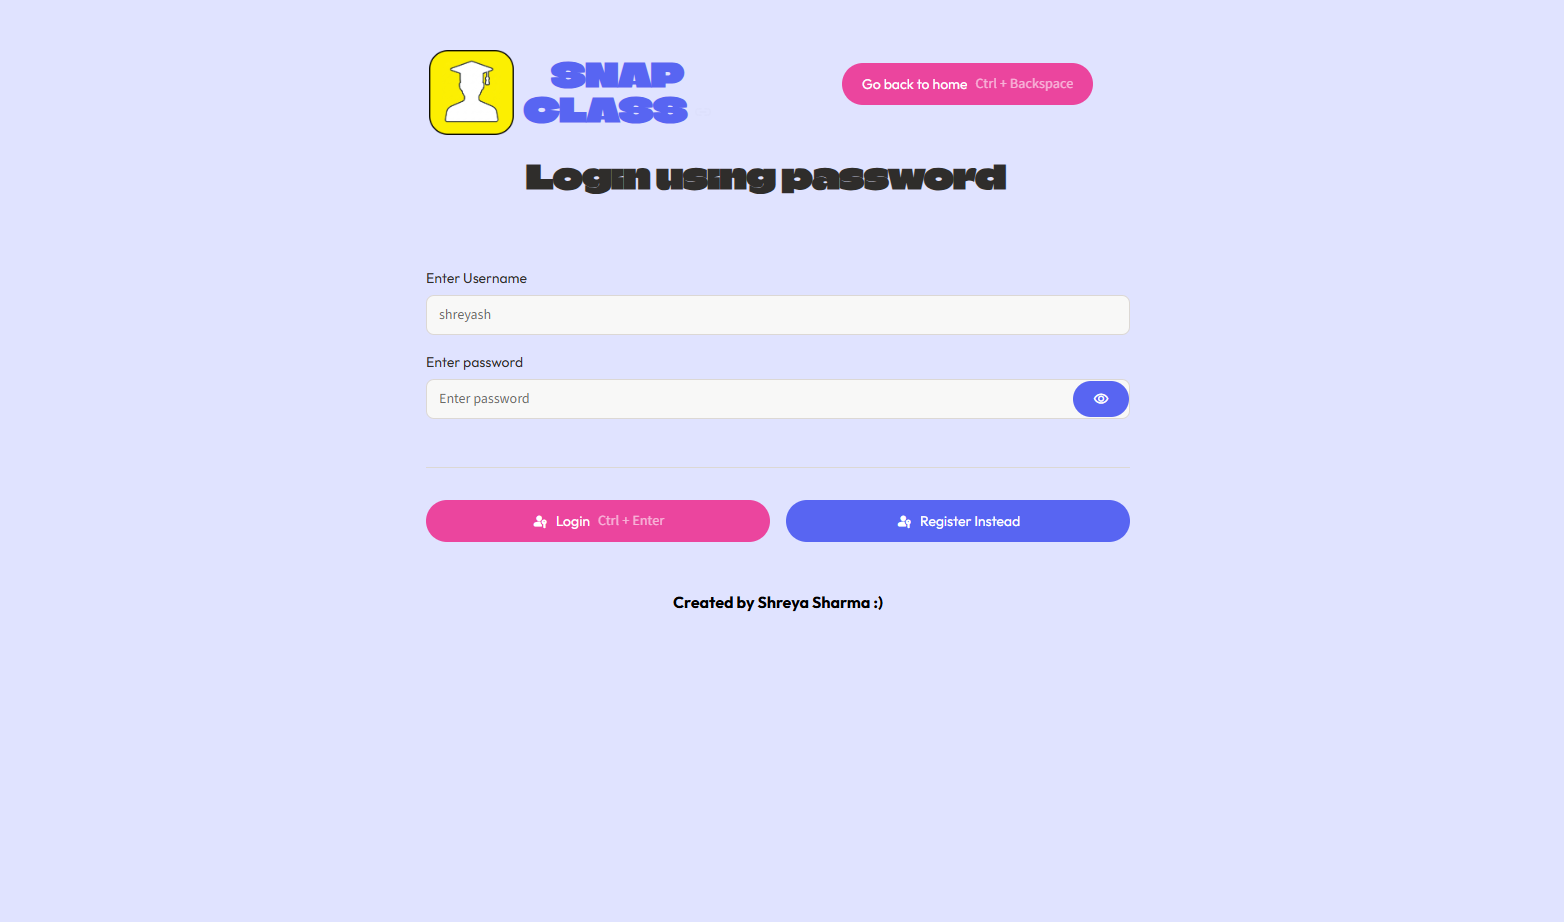 SNAP
CLASS
Go back to home Ctrl + Backspace
Login using password
Enter Username
shreyash
Enter password
Enter password
Login Ctrl + Enter
Register Instead
Created by Shreya Sharma :)